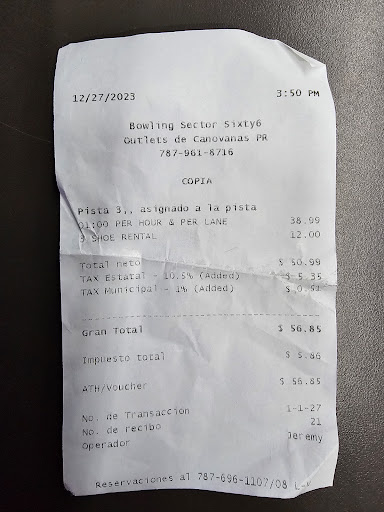 12/27/2023 3:50 PM
Bowling Sector Sixty6
Outlets de Canovanas PR
787-961-8716
COPIA
Pista 3,, asignado a la pista
01:00 PER HOUR & PER LANE 38.99
SHOE RENTAL 12.00
Total neto $ 50.99
TAX Estatal - 10.5% (Added) $ 5.35
TAX Municipal - 1% (Added) $ 0.51
Gran Total $ 56.85
Impuesto total $ 5.86
ATH/Voucher $ 56.85
No. de Transaccion 1-1-27
No. de recibo 21
Operador Jeremy
Reservaciones al 787-696-1107/08